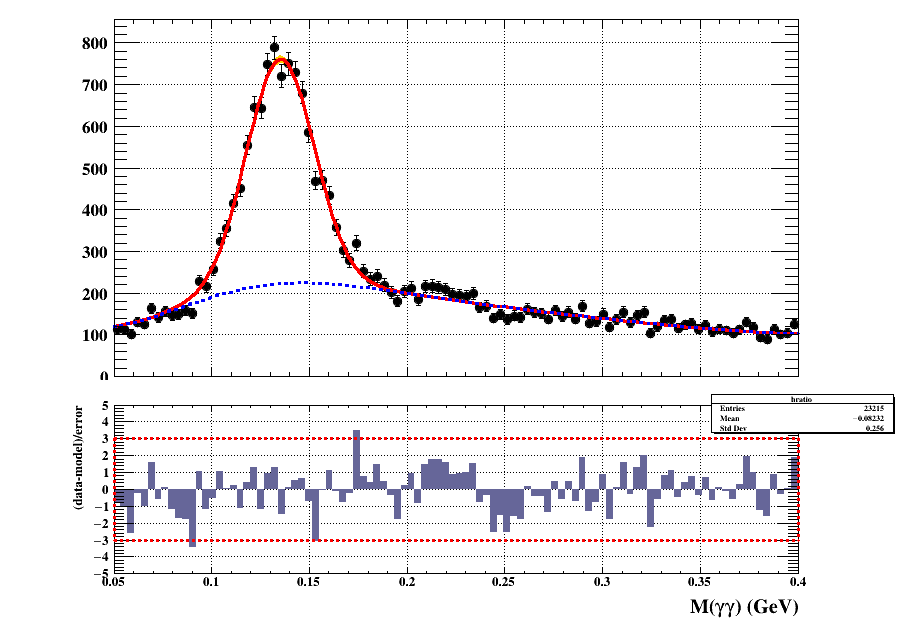 800
700
600
500
400
300
200
100
0
hratio
Entries 23215
Mean −0.08232
Std Dev 0.256
(data-model)/error
5
4
3
2
1
0
−1
−2
−3
−4
−5
0.05 0.1 0.15 0.2 0.25 0.3 0.35 0.4
M(γγ) (GeV)